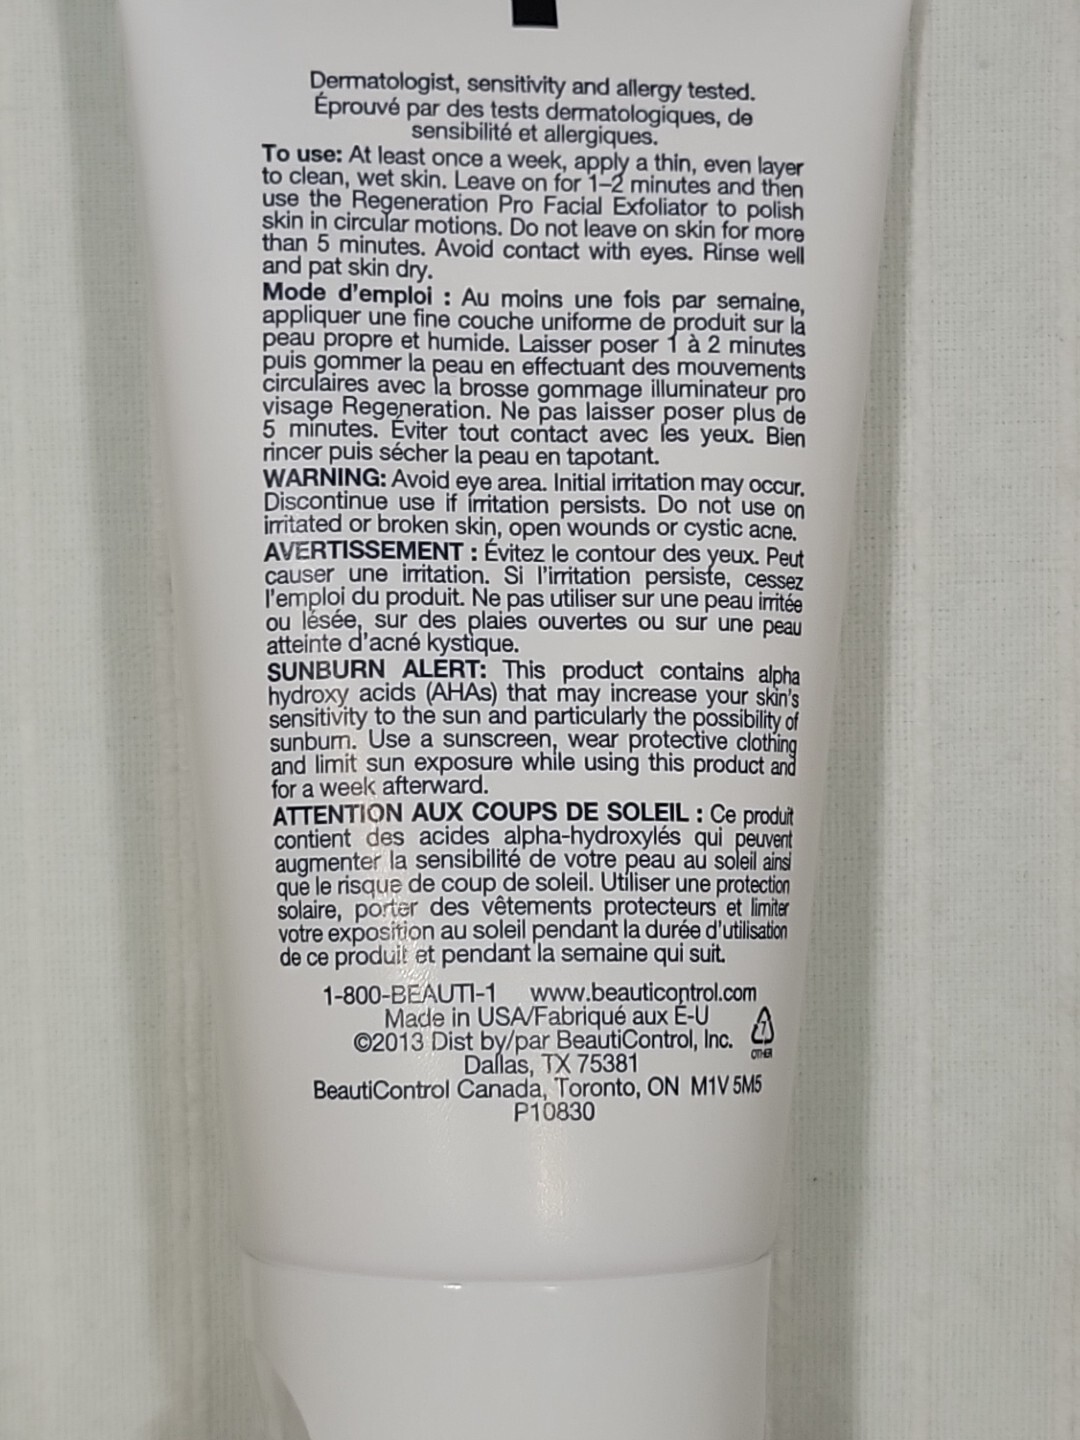 Dermatologist, sensitivity and allergy tested.
Éprouvé par des tests dermatologiques, de
sensibilité et allergiques.
To use: At least once a week, apply a thin, even layer
to clean, wet skin. Leave on for 1–2 minutes and then
use the Regeneration Pro Facial Exfoliator to polish
skin in circular motions. Do not leave on skin for more
than 5 minutes. Avoid contact with eyes. Rinse well
and pat skin dry.
Mode d'emploi : Au moins une fois par semaine,
appliquer une fine couche uniforme de produit sur la
peau propre et humide. Laisser poser 1 à 2 minutes
puis gommer la peau en effectuant des mouvements
circulaires avec la brosse gommage illuminateur pro
visage Regeneration. Ne pas laisser poser plus de
5 minutes. Éviter tout contact avec les yeux. Bien
rincer puis sécher la peau en tapotant.
WARNING: Avoid eye area. Initial irritation may occur.
Discontinue use if irritation persists. Do not use on
irritated or broken skin, open wounds or cystic acne.
AVERTISSEMENT : Évitez le contour des yeux. Peut
causer une irritation. Si l'irritation persiste, cessez
l'emploi du produit. Ne pas utiliser sur une peau irritée
ou lésée, sur des plaies ouvertes ou sur une peau
atteinte d'acné kystique.
SUNBURN ALERT: This product contains alpha
hydroxy acids (AHAs) that may increase your skin's
sensitivity to the sun and particularly the possibility of
sunburn. Use a sunscreen, wear protective clothing
and limit sun exposure while using this product and
for a week afterward.
ATTENTION AUX COUPS DE SOLEIL : Ce produit
contient des acides alpha-hydroxylés qui peuvent
augmenter la sensibilité de votre peau au soleil ainsi
que le risque de coup de soleil. Utiliser une protection
solaire, porter des vêtements protecteurs et limiter
votre exposition au soleil pendant la durée d'utilisation
de ce produit et pendant la semaine qui suit.
1-800-BEAUTI-1 www.beauticontrol.com
Made in USA/Fabriqué aux É-U
©2013 Dist by/par BeautiControl, Inc.
7
OTHER
Dallas, TX 75381
BeautiControl Canada, Toronto, ON M1V 5M5
P10830